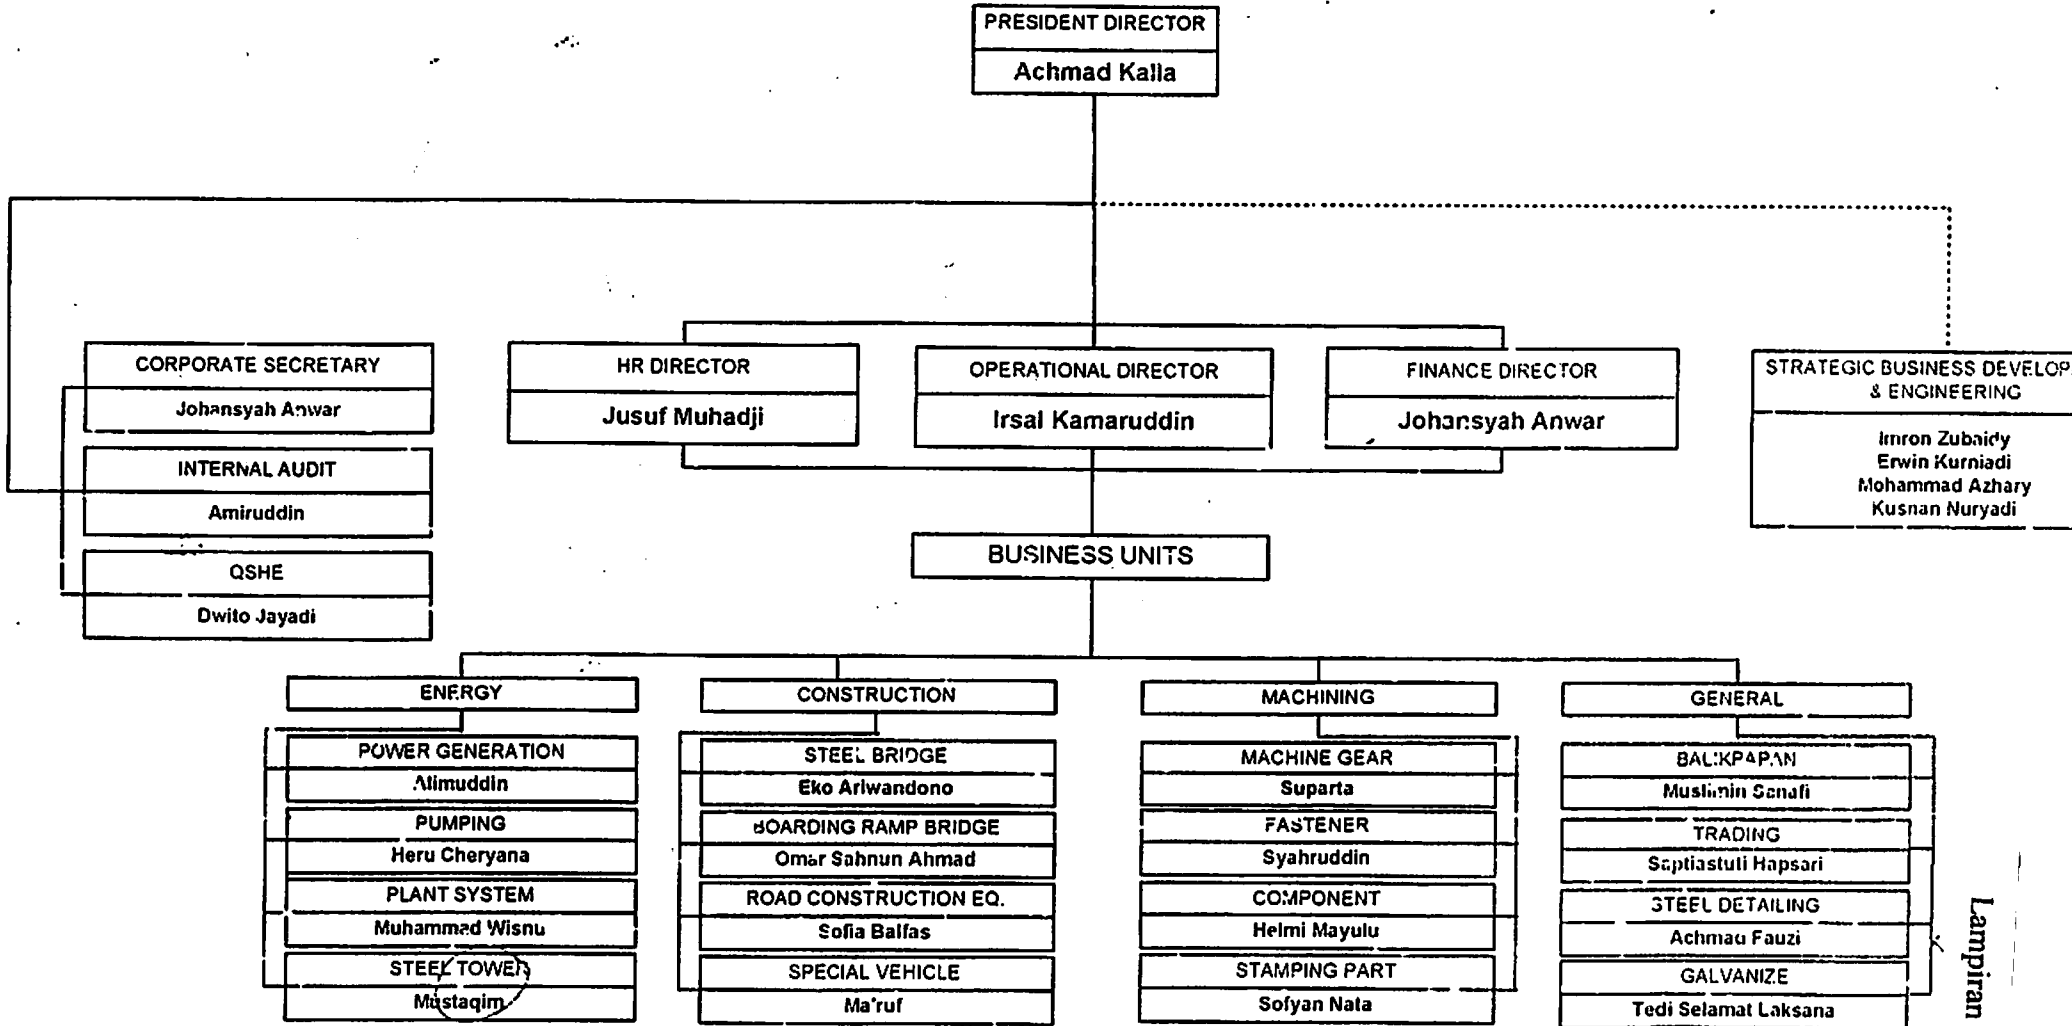 PRESIDENT DIRECTOR
Achmad Kalla
CORPORATE SECRETARY
Johansyah Anwar
INTERNAL AUDIT
Amiruddin
QSHE
Dwito Jayadi
HR DIRECTOR
Jusuf Muhadji
OPERATIONAL DIRECTOR
Irsal Kamaruddin
FINANCE DIRECTOR
Johansyah Anwar
STRATEGIC BUSINESS DEVELOP
& ENGINEERING
Imron Zubaidy
Erwin Kurniadi
Mohammad Azhary
Kusnan Nuryadi
BUSINESS UNITS
ENERGY
POWER GENERATION
Alimuddin
PUMPING
Heru Cheryana
PLANT SYSTEM
Muhammad Wisnu
STEEL TOWER
Mustaqim
CONSTRUCTION
STEEL BRIDGE
Eko Ariwandono
BOARDING RAMP BRIDGE
Omar Sahnun Ahmad
ROAD CONSTRUCTION EQ.
Sofia Balfas
SPECIAL VEHICLE
Ma'ruf
MACHINING
MACHINE GEAR
Suparta
FASTENER
Syahruddin
COMPONENT
Helmi Mayulu
STAMPING PART
Sofyan Nata
GENERAL
BALIKPAPAN
Muslimin
TRADING
Saptiastuti Hapsari
STEEL DETAILING
Achmad Fauzi
GALVANIZE
Tedi Selamat Laksana
Lampiran